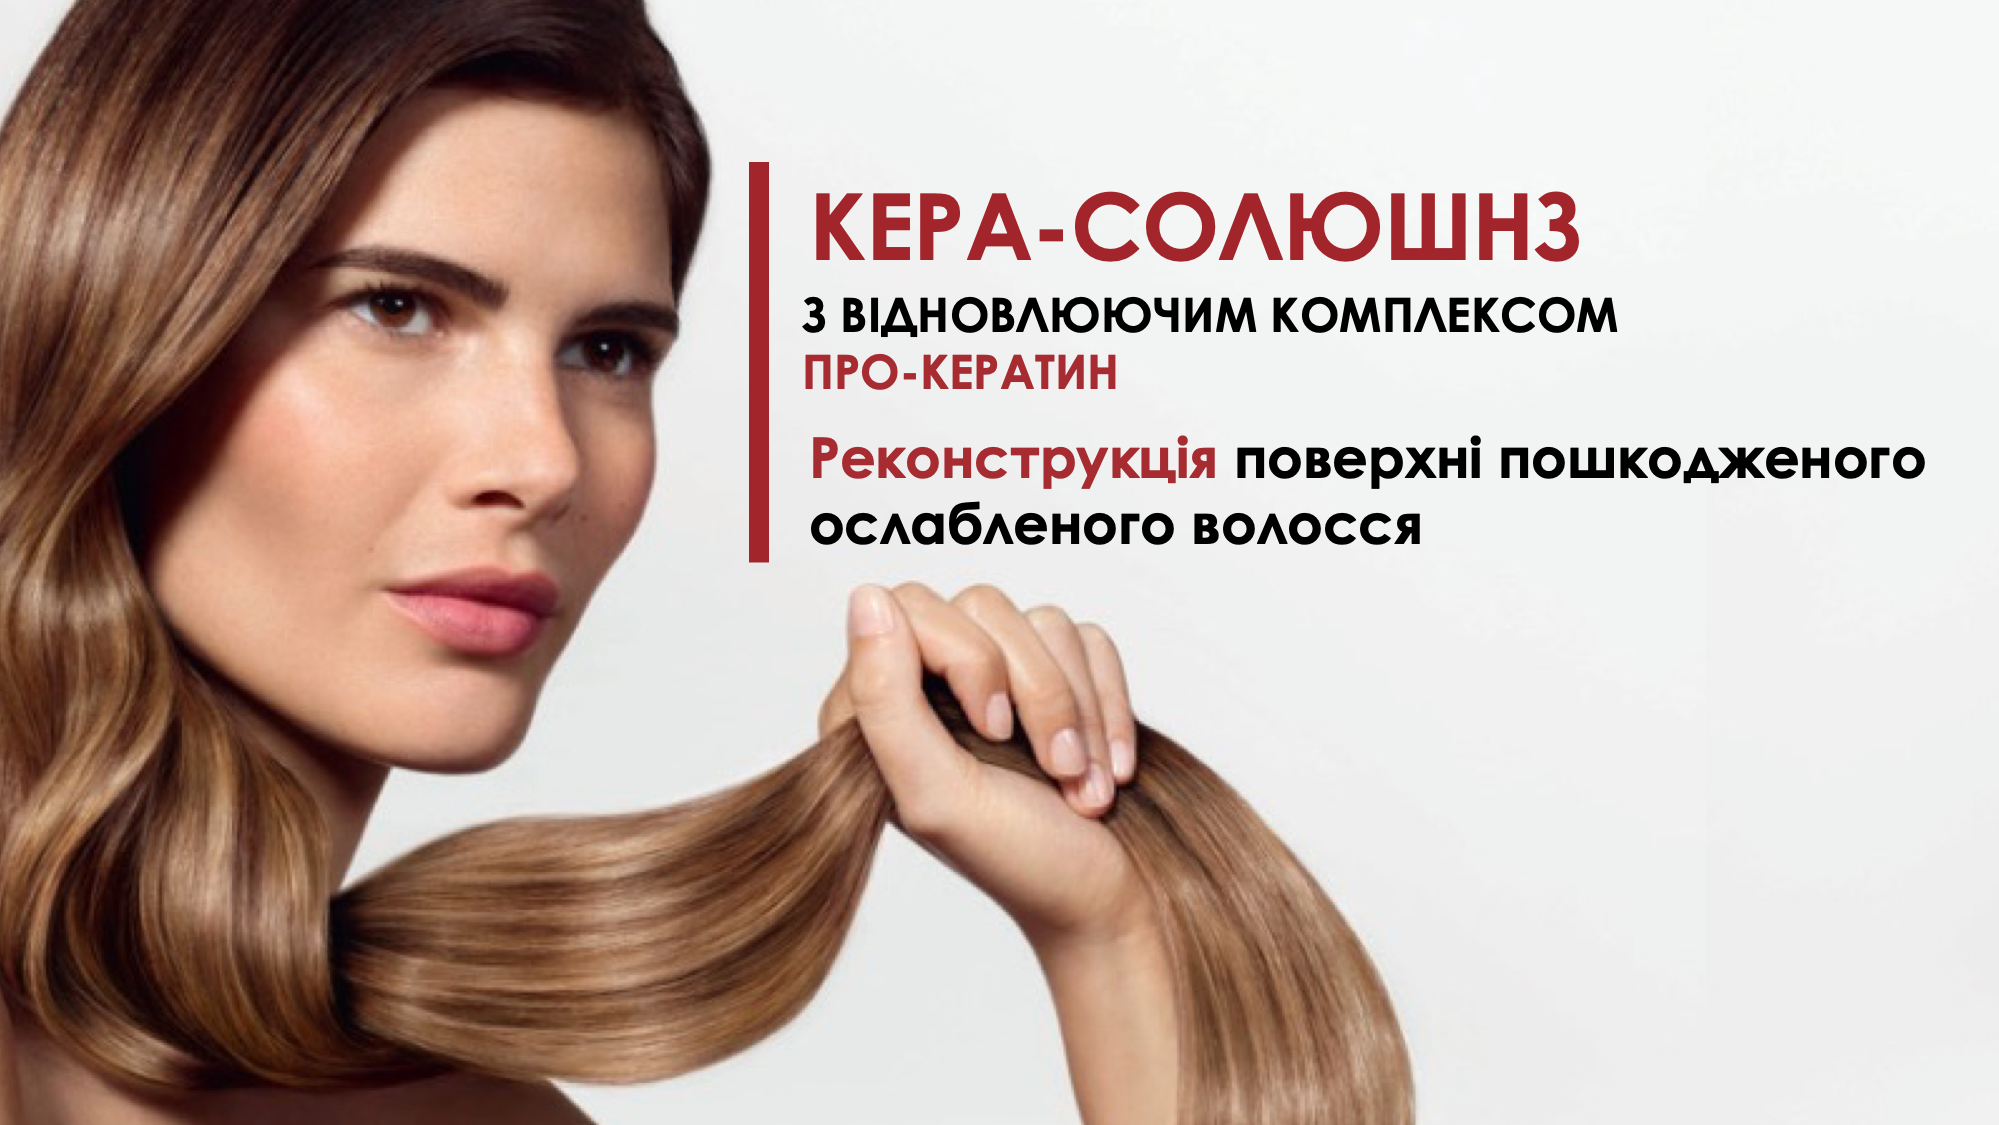 КЕРА-СОЛЮШНЗ
З ВІДНОВЛЮЮЧИМ КОМПЛЕКСОМ
ПРО-КЕРАТИН
Реконструкція поверхні пошкодженого
ослабленого волосся